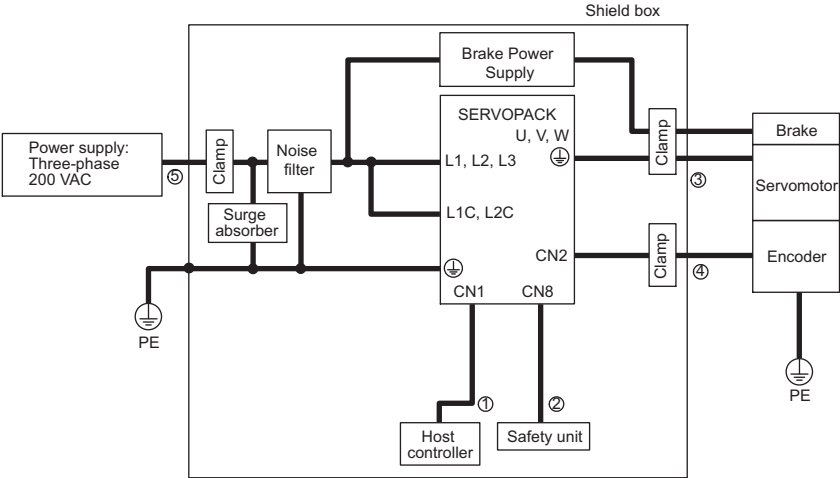 Shield box
Brake Power
Supply
SERVOPACK
U, V, W
Clamp
Brake
Power supply:
Three-phase
200 VAC
⑤
Clamp
Noise
filter
L1, L2, L3
③
Servomotor
Surge
absorber
L1C, L2C
CN2
Clamp
④
Encoder
CN1
CN8
PE
PE
①
②
Host
controller
Safety unit